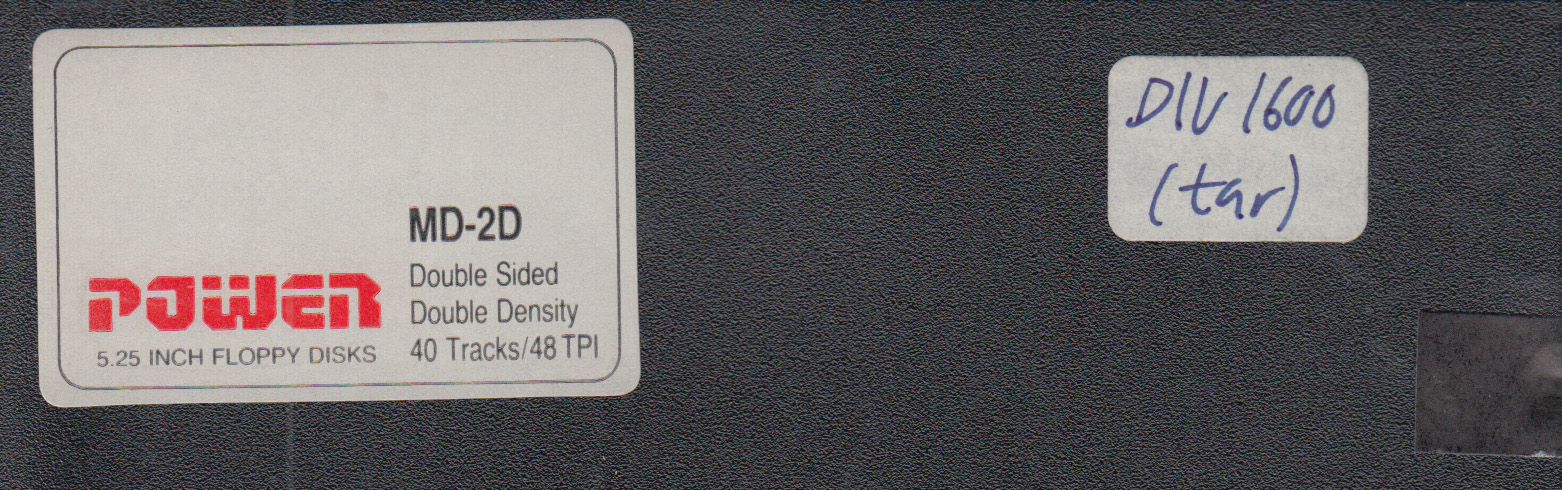 MD-2D
POWER
Double Sided
Double Density
5.25 INCH FLOPPY DISKS
40 Tracks/48 TPI
DIV 1600
(tar)